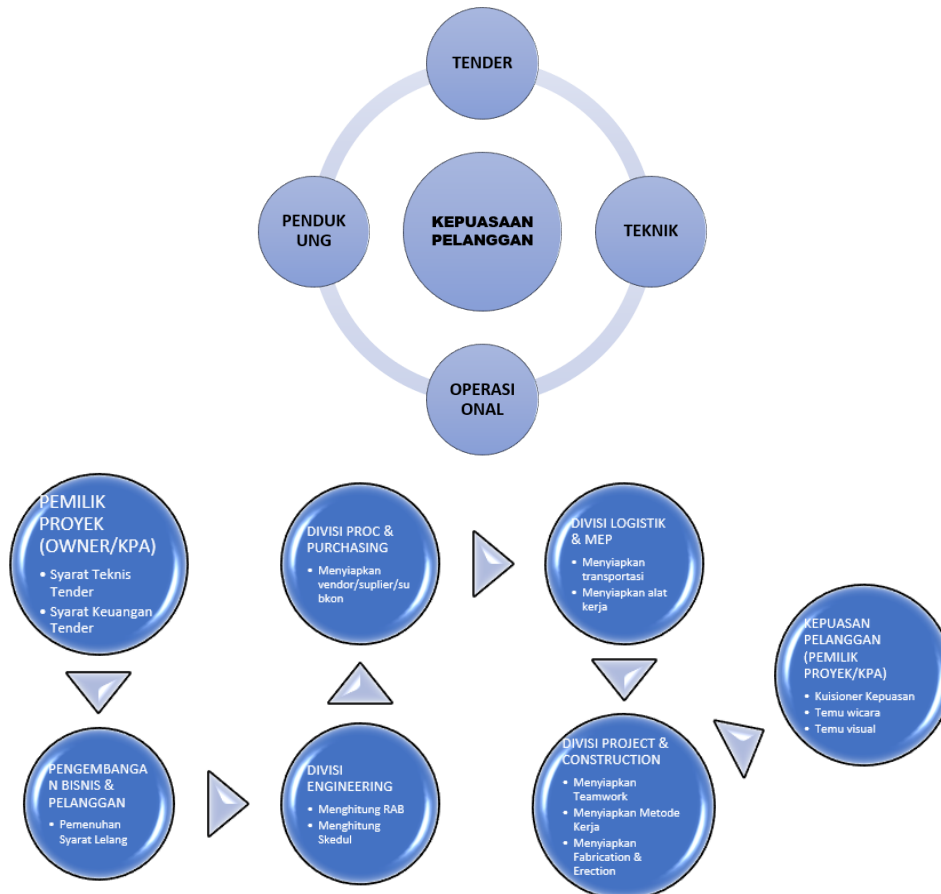 TENDER
PENDUK
UNG
KEPUASAAN
PELANGGAN
TEKNIK
OPERASI
ONAL
PEMILIK
PROYEK
(OWNER/KPA)
• Syarat Teknis
Tender
• Syarat Keuangan
Tender
PENGEMBANGA
N BISNIS &
PELANGGAN
• Pemenuhan
Syarat Lelang
DIVISI
ENGINEERING
• Menghitung RAB
• Menghitung
Skedul
DIVISI PROC &
PURCHASING
• Menyiapkan
vendor/suplier/su
bkon
DIVISI LOGISTIK
& MEP
• Menyiapkan
transportasi
• Menyiapkan alat
kerja
DIVISI PROJECT &
CONSTRUCTION
• Menyiapkan
Teamwork
• Menyiapkan Metode
Kerja
• Menyiapkan
Fabrication &
Erection
KEPUASAN
PELANGGAN
(PEMILIK
PROYEK/KPA)
• Kuisioner Kepuasan
• Temu wicara
• Temu visual